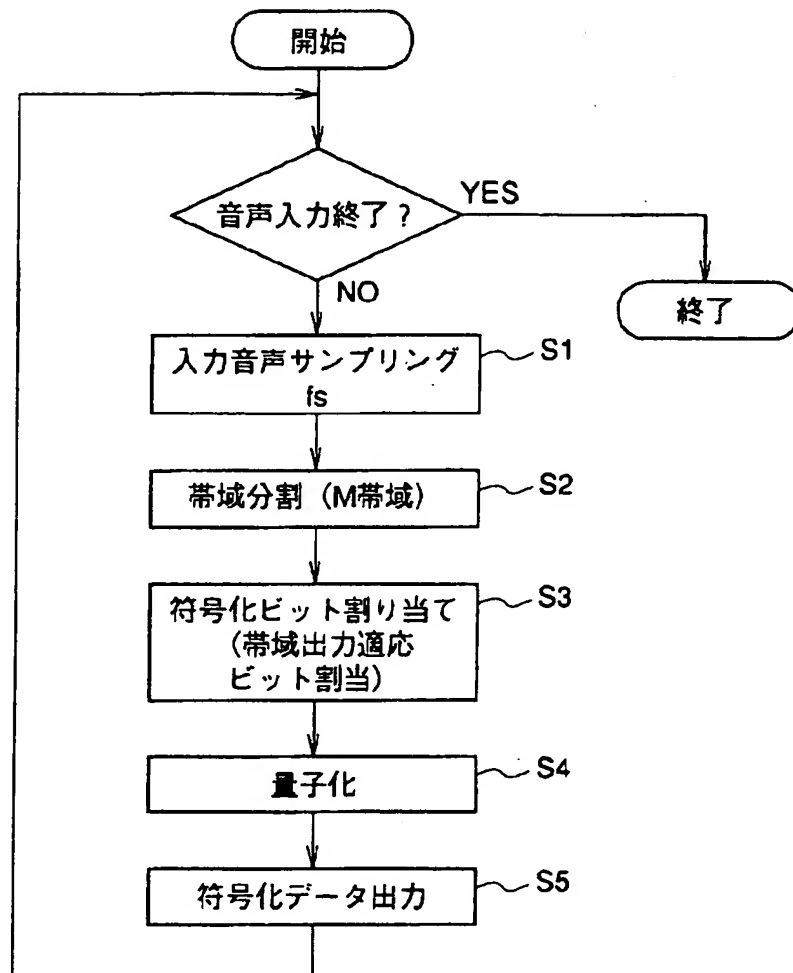 開始
音声入力終了?
YES
NO
終了
入力音声サンプリング
fs
S1
帯域分割（M帯域）
S2
符号化ビット割り当て
（帯域出力適応
ビット割当）
S3
量子化
S4
符号化データ出力
S5